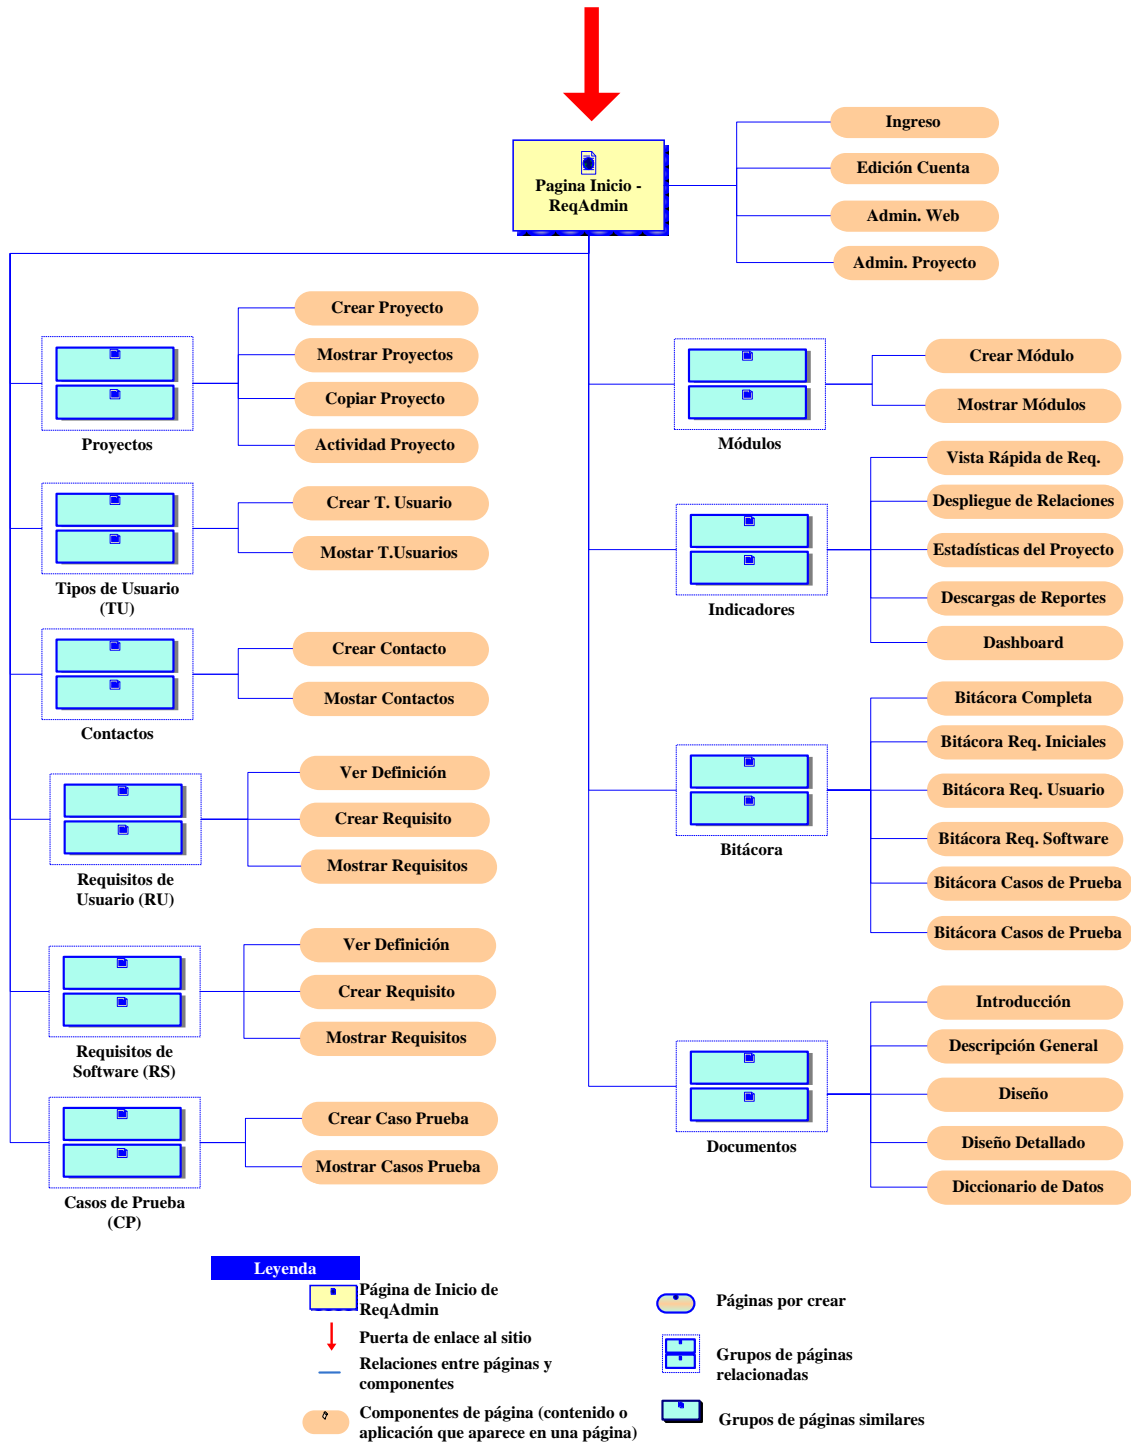 Pagina Inicio -
ReqAdmin
Ingreso
Edición Cuenta
Admin. Web
Admin. Proyecto
Proyectos
Crear Proyecto
Mostrar Proyectos
Copiar Proyecto
Actividad Proyecto
Tipos de Usuario
(TU)
Crear T. Usuario
Mostar T.Usuarios
Contactos
Crear Contacto
Mostar Contactos
Requisitos de
Usuario (RU)
Ver Definición
Crear Requisito
Mostrar Requisitos
Requisitos de
Software (RS)
Ver Definición
Crear Requisito
Mostrar Requisitos
Casos de Prueba
(CP)
Crear Caso Prueba
Mostrar Casos Prueba
Módulos
Crear Módulo
Mostrar Módulos
Indicadores
Vista Rápida de Req.
Despliegue de Relaciones
Estadísticas del Proyecto
Descargas de Reportes
Dashboard
Bitácora
Bitácora Completa
Bitácora Req. Iniciales
Bitácora Req. Usuario
Bitácora Req. Software
Bitácora Casos de Prueba
Bitácora Casos de Prueba
Documentos
Introducción
Descripción General
Diseño
Diseño Detallado
Diccionario de Datos
Leyenda
Página de Inicio de
ReqAdmin
Puerta de enlace al sitio
Relaciones entre páginas y
componentes
Componentes de página (contenido o
aplicación que aparece en una página)
Páginas por crear
Grupos de páginas
relacionadas
Grupos de páginas similares